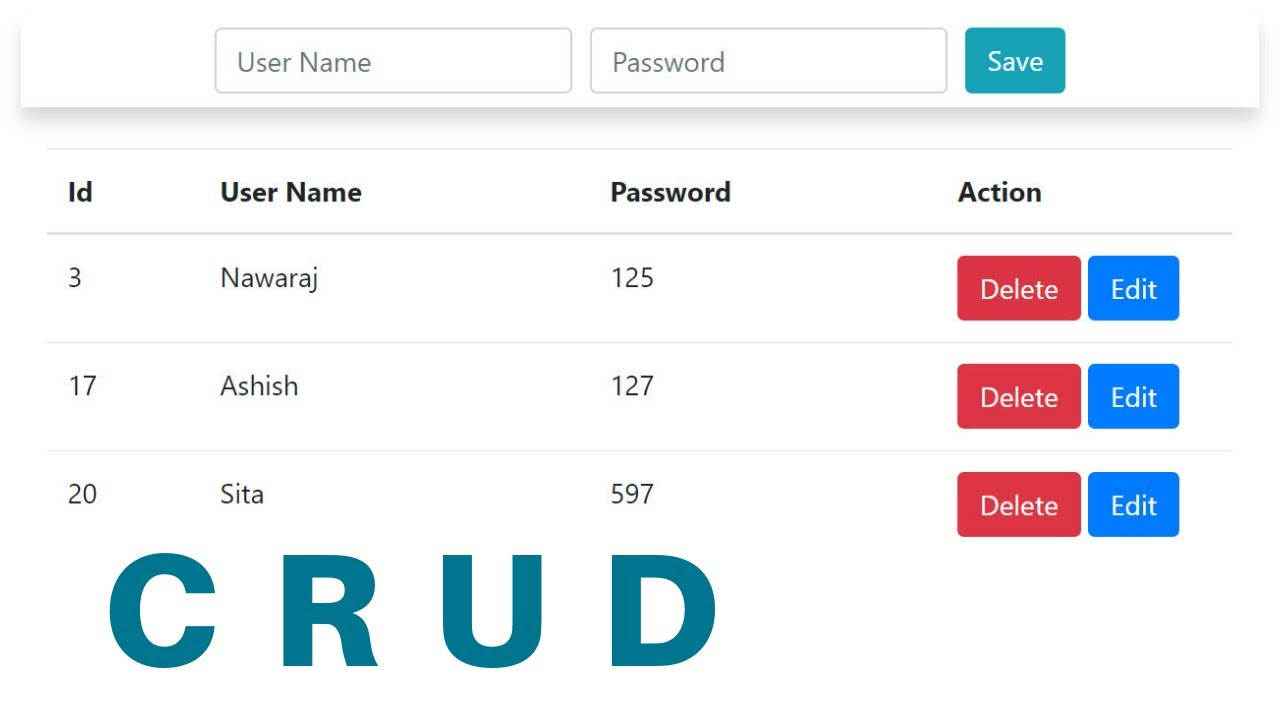 User Name Password Save
Id User Name Password Action
3 Nawaraj 125 Delete Edit
17 Ashish 127 Delete Edit
20 Sita 597 Delete Edit
C R U D